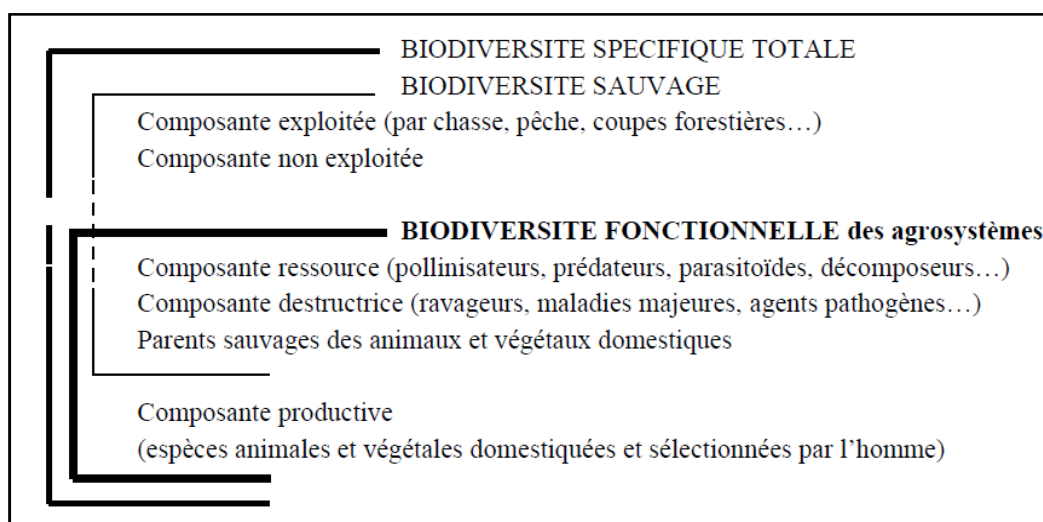 BIODIVERSITE SPECIFIQUE TOTALE
BIODIVERSITE SAUVAGE
Composante exploitée (par chasse, pêche, coupes forestières…)
Composante non exploitée
BIODIVERSITE FONCTIONNELLE des agrosystèmes
Composante ressource (pollinisateurs, prédateurs, parasitoïdes, décomposeurs…)
Composante destructrice (ravageurs, maladies majeures, agents pathogènes…)
Parents sauvages des animaux et végétaux domestiques
Composante productive
(espèces animales et végétales domestiquées et sélectionnées par l’homme)